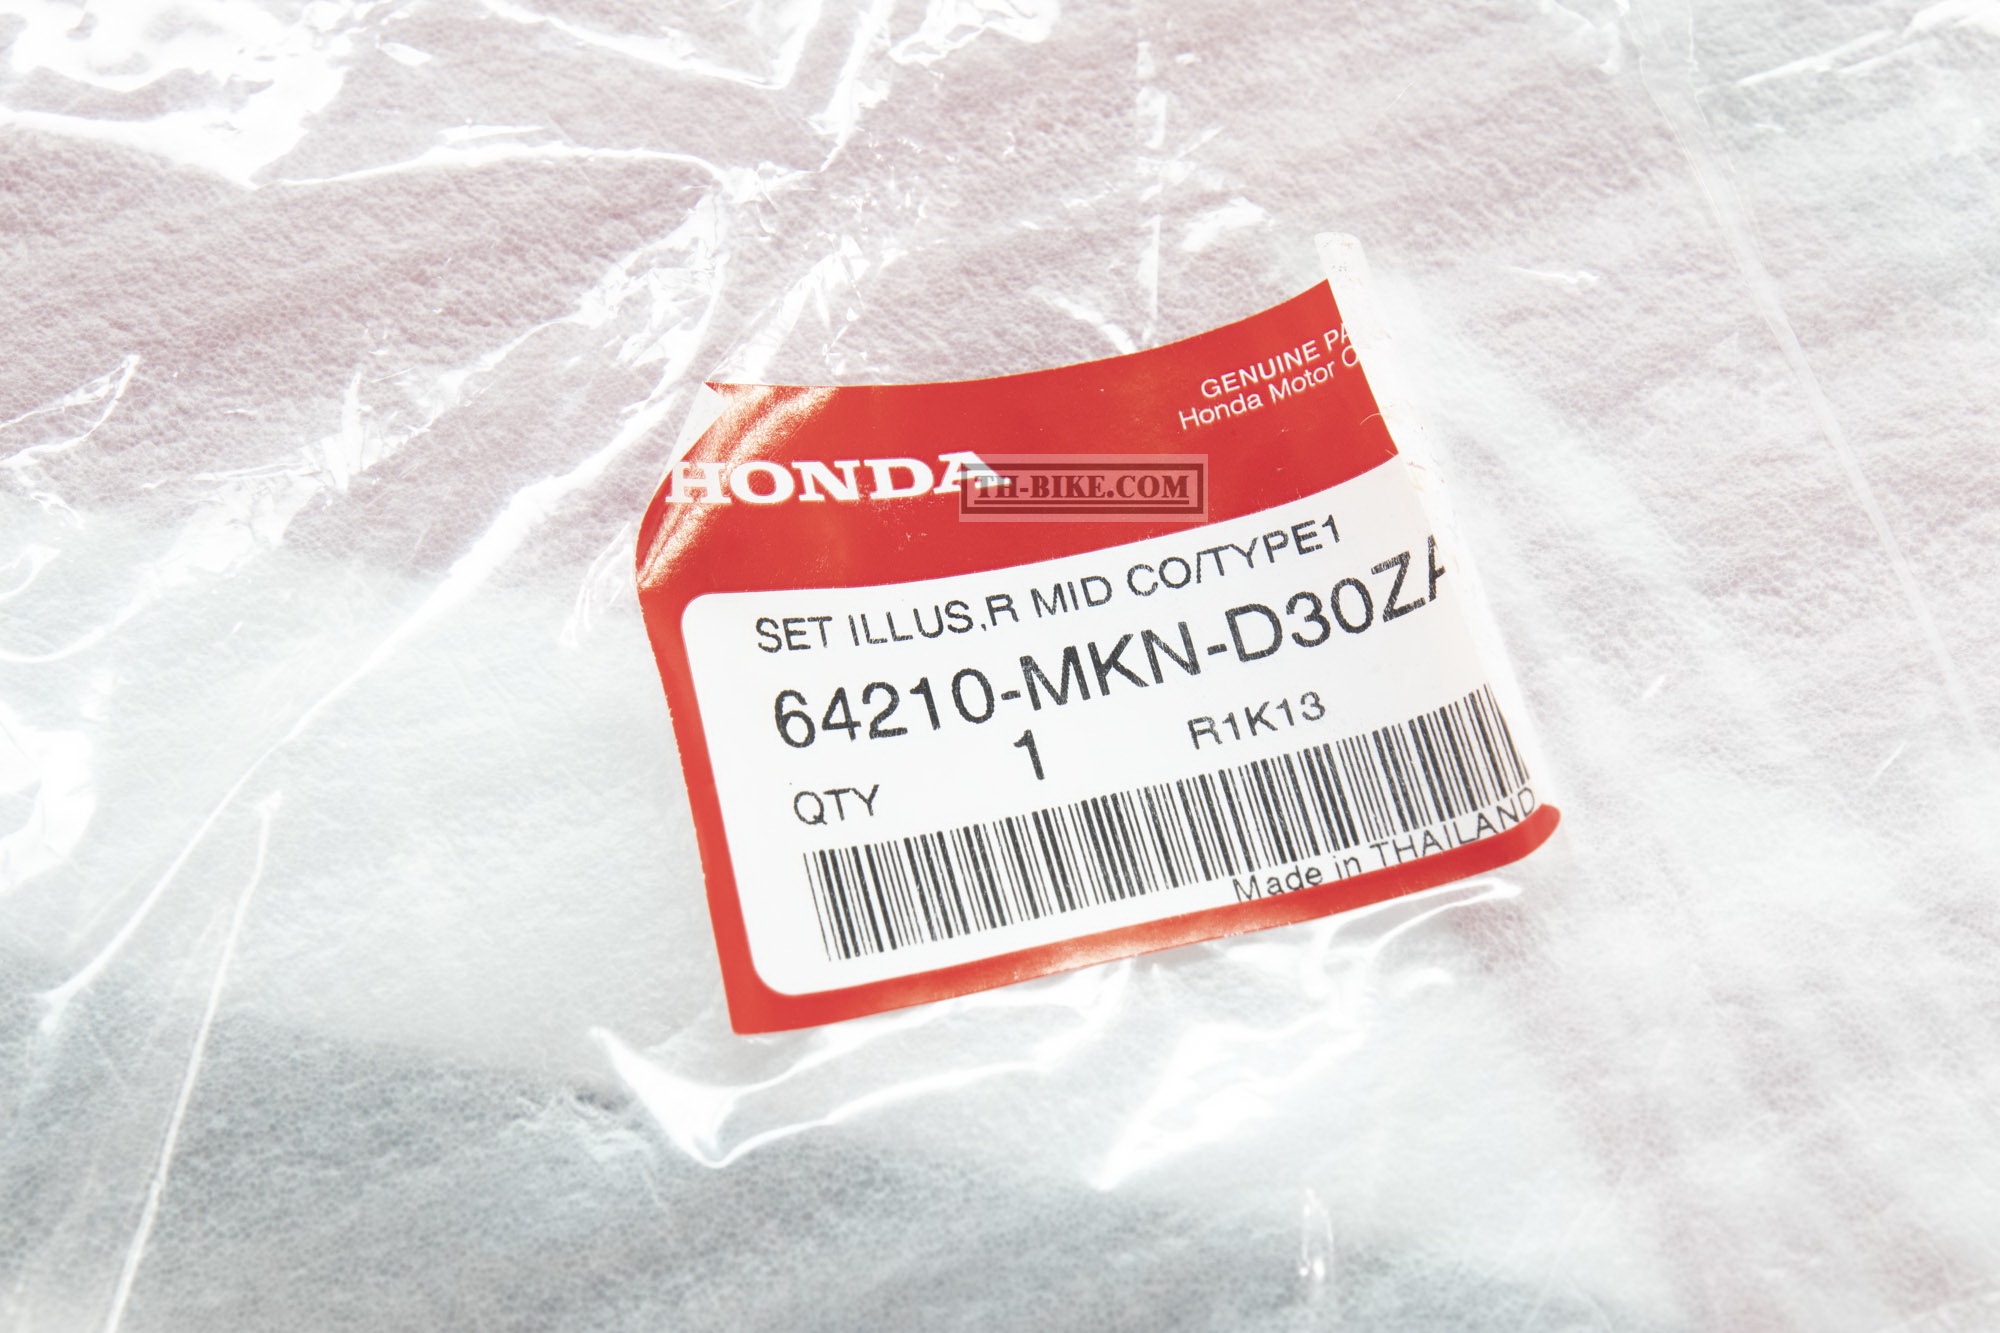 GENUINE PA
Honda Motor C
HONDA
TH-BIKE.COM
SET ILLUS,R MID CO/TYPE1
64210-MKN-D30ZA
1
R1K13
QTY
Made in THAILAND